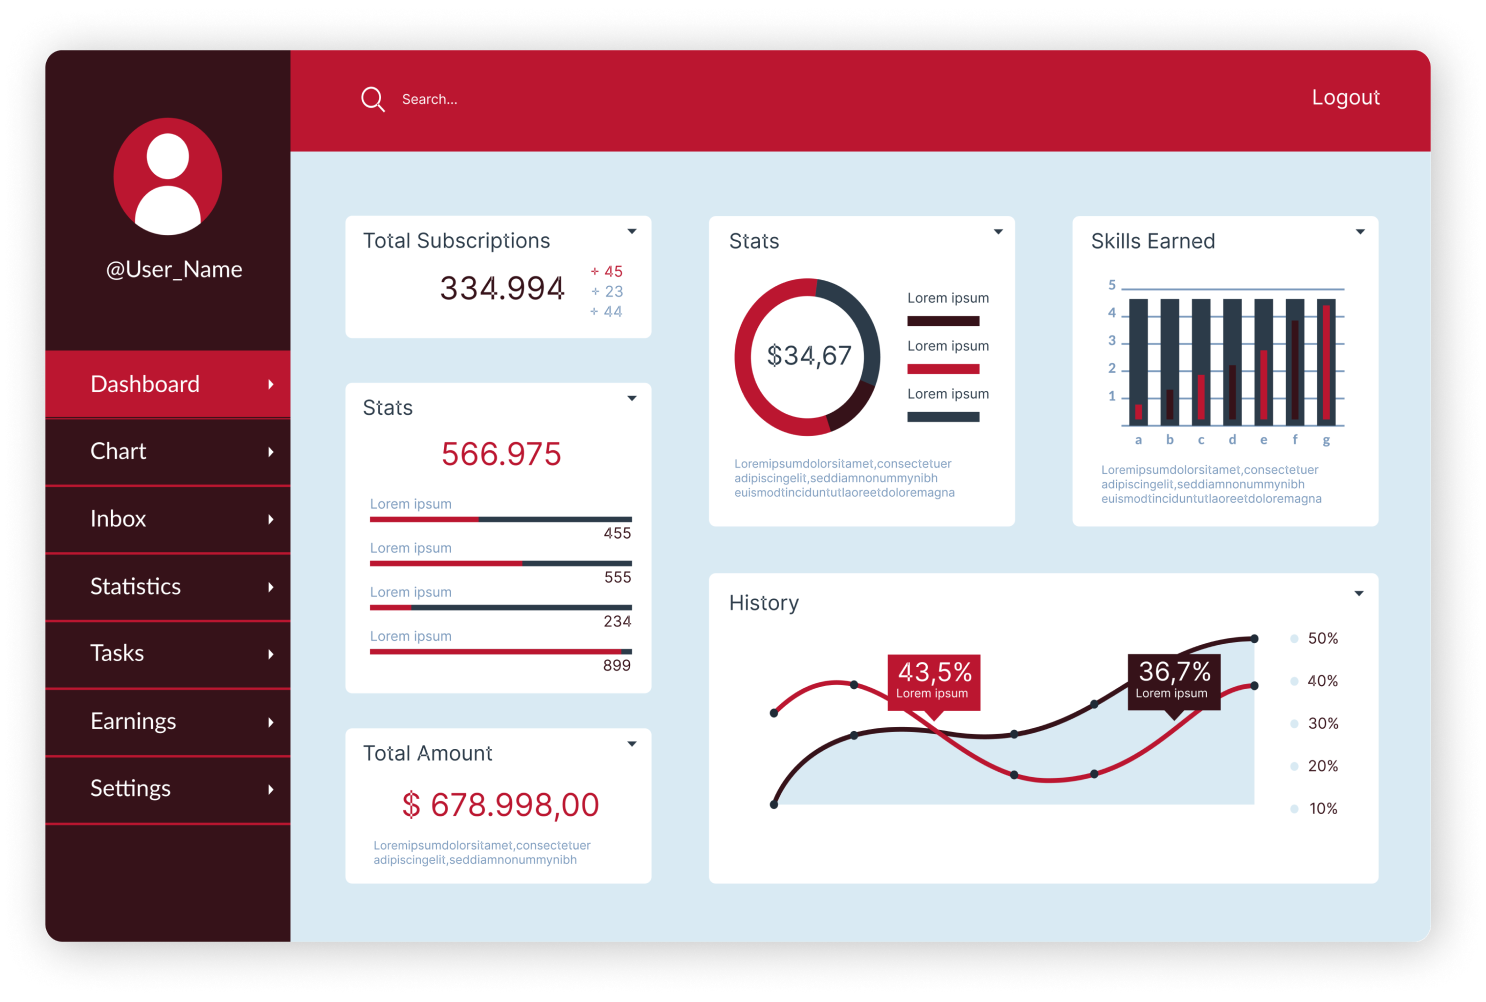 Search...
Logout
@User_Name
Dashboard
Chart
Inbox
Statistics
Tasks
Earnings
Settings
Total Subscriptions
334.994
+ 45
+ 23
+ 44
Stats
566.975
Lorem ipsum
455
Lorem ipsum
555
Lorem ipsum
234
Lorem ipsum
899
Total Amount
$ 678.998,00
Loremipsumdolorsitamet,consectetuer
adipiscingelit,seddiamnonummynibh
Stats
$34,67
Lorem ipsum
Lorem ipsum
Lorem ipsum
Loremipsumdolorsitamet,consectetuer
adipiscingelit,seddiamnonummynibh
euismodtinciduntutlaoreetdoloremagna
Skills Earned
5
4
3
2
1
a b c d e f g
Loremipsumdolorsitamet,consectetuer
adipiscingelit,seddiamnonummynibh
euismodtinciduntutlaoreetdoloremagna
History
43,5%
Lorem ipsum
36,7%
Lorem ipsum
50%
40%
30%
20%
10%